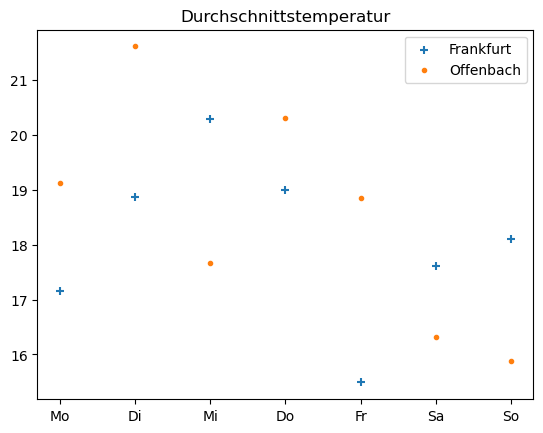 Durchschnittstemperatur
Frankfurt
Offenbach
21
20
19
18
17
16
Mo Di Mi Do Fr Sa So